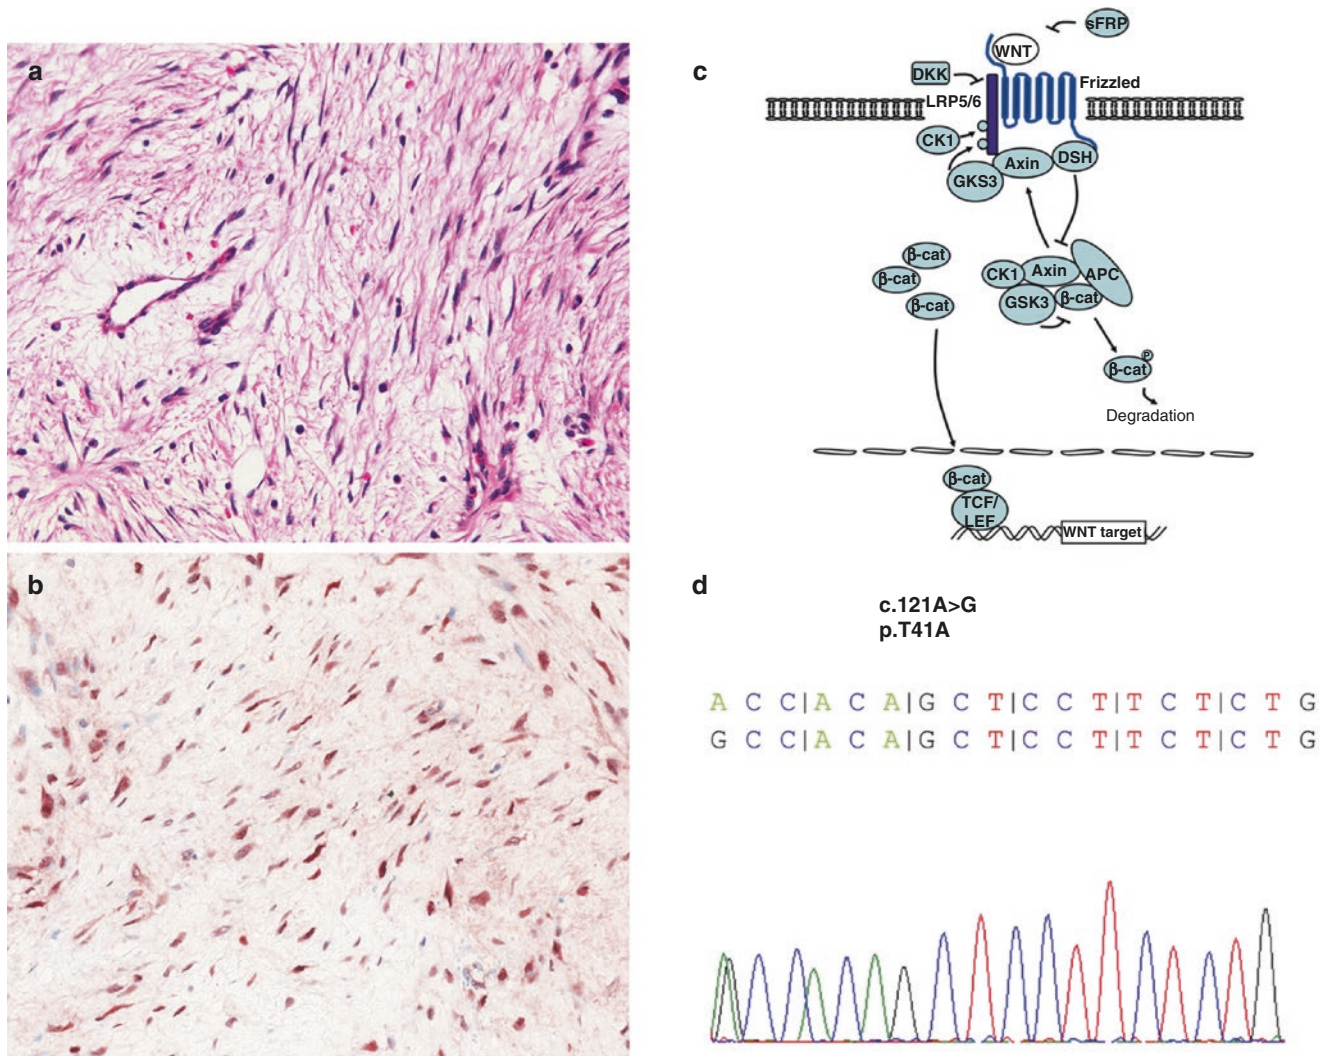 a
b
c
sFRP
WNT
DKK
Frizzled
LRP5/6
CK1
Axin
DSH
GKS3
β-cat
β-cat
β-cat
CK1
Axin
APC
GSK3
β-cat
P
β-cat
Degradation
β-cat
TCF/
LEF
WNT target
d
c.121A>G
p.T41A
A C C|A C A|G C T|C C T|T C T|C T G
G C C|A C A|G C T|C C T|T C T|C T G